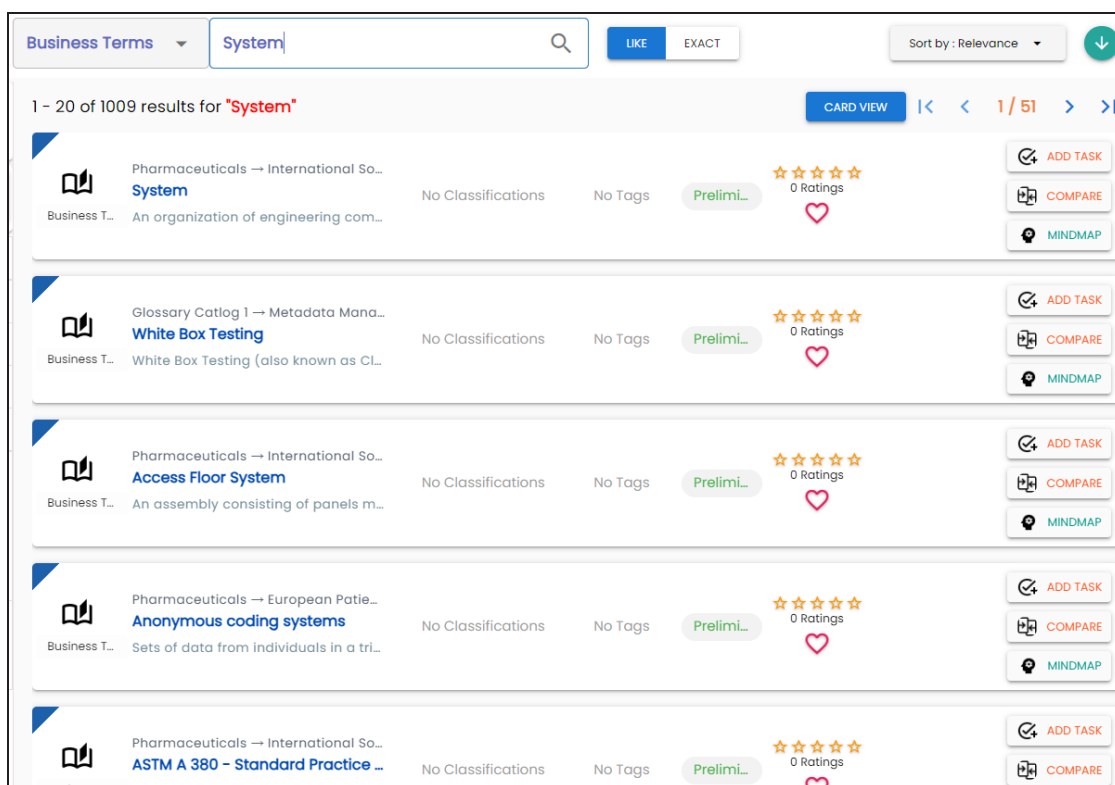 Business Terms System LIKE EXACT Sort by : Relevance
1 - 20 of 1009 results for "System" CARD VIEW 1 / 51
Pharmaceuticals → International So...
System
An organization of engineering com...
Business T...
No Classifications
No Tags
Prelimi...
0 Ratings
ADD TASK
COMPARE
MINDMAP
Glossary Catlog 1 → Metadata Mana...
White Box Testing
White Box Testing (also known as Cl...
Business T...
No Classifications
No Tags
Prelimi...
0 Ratings
ADD TASK
COMPARE
MINDMAP
Pharmaceuticals → International So...
Access Floor System
An assembly consisting of panels m...
Business T...
No Classifications
No Tags
Prelimi...
0 Ratings
ADD TASK
COMPARE
MINDMAP
Pharmaceuticals → European Patie...
Anonymous coding systems
Sets of data from individuals in a tri...
Business T...
No Classifications
No Tags
Prelimi...
0 Ratings
ADD TASK
COMPARE
MINDMAP
Pharmaceuticals → International So...
ASTM A 380 - Standard Practice ...
No Classifications
No Tags
Prelimi...
0 Ratings
ADD TASK
COMPARE